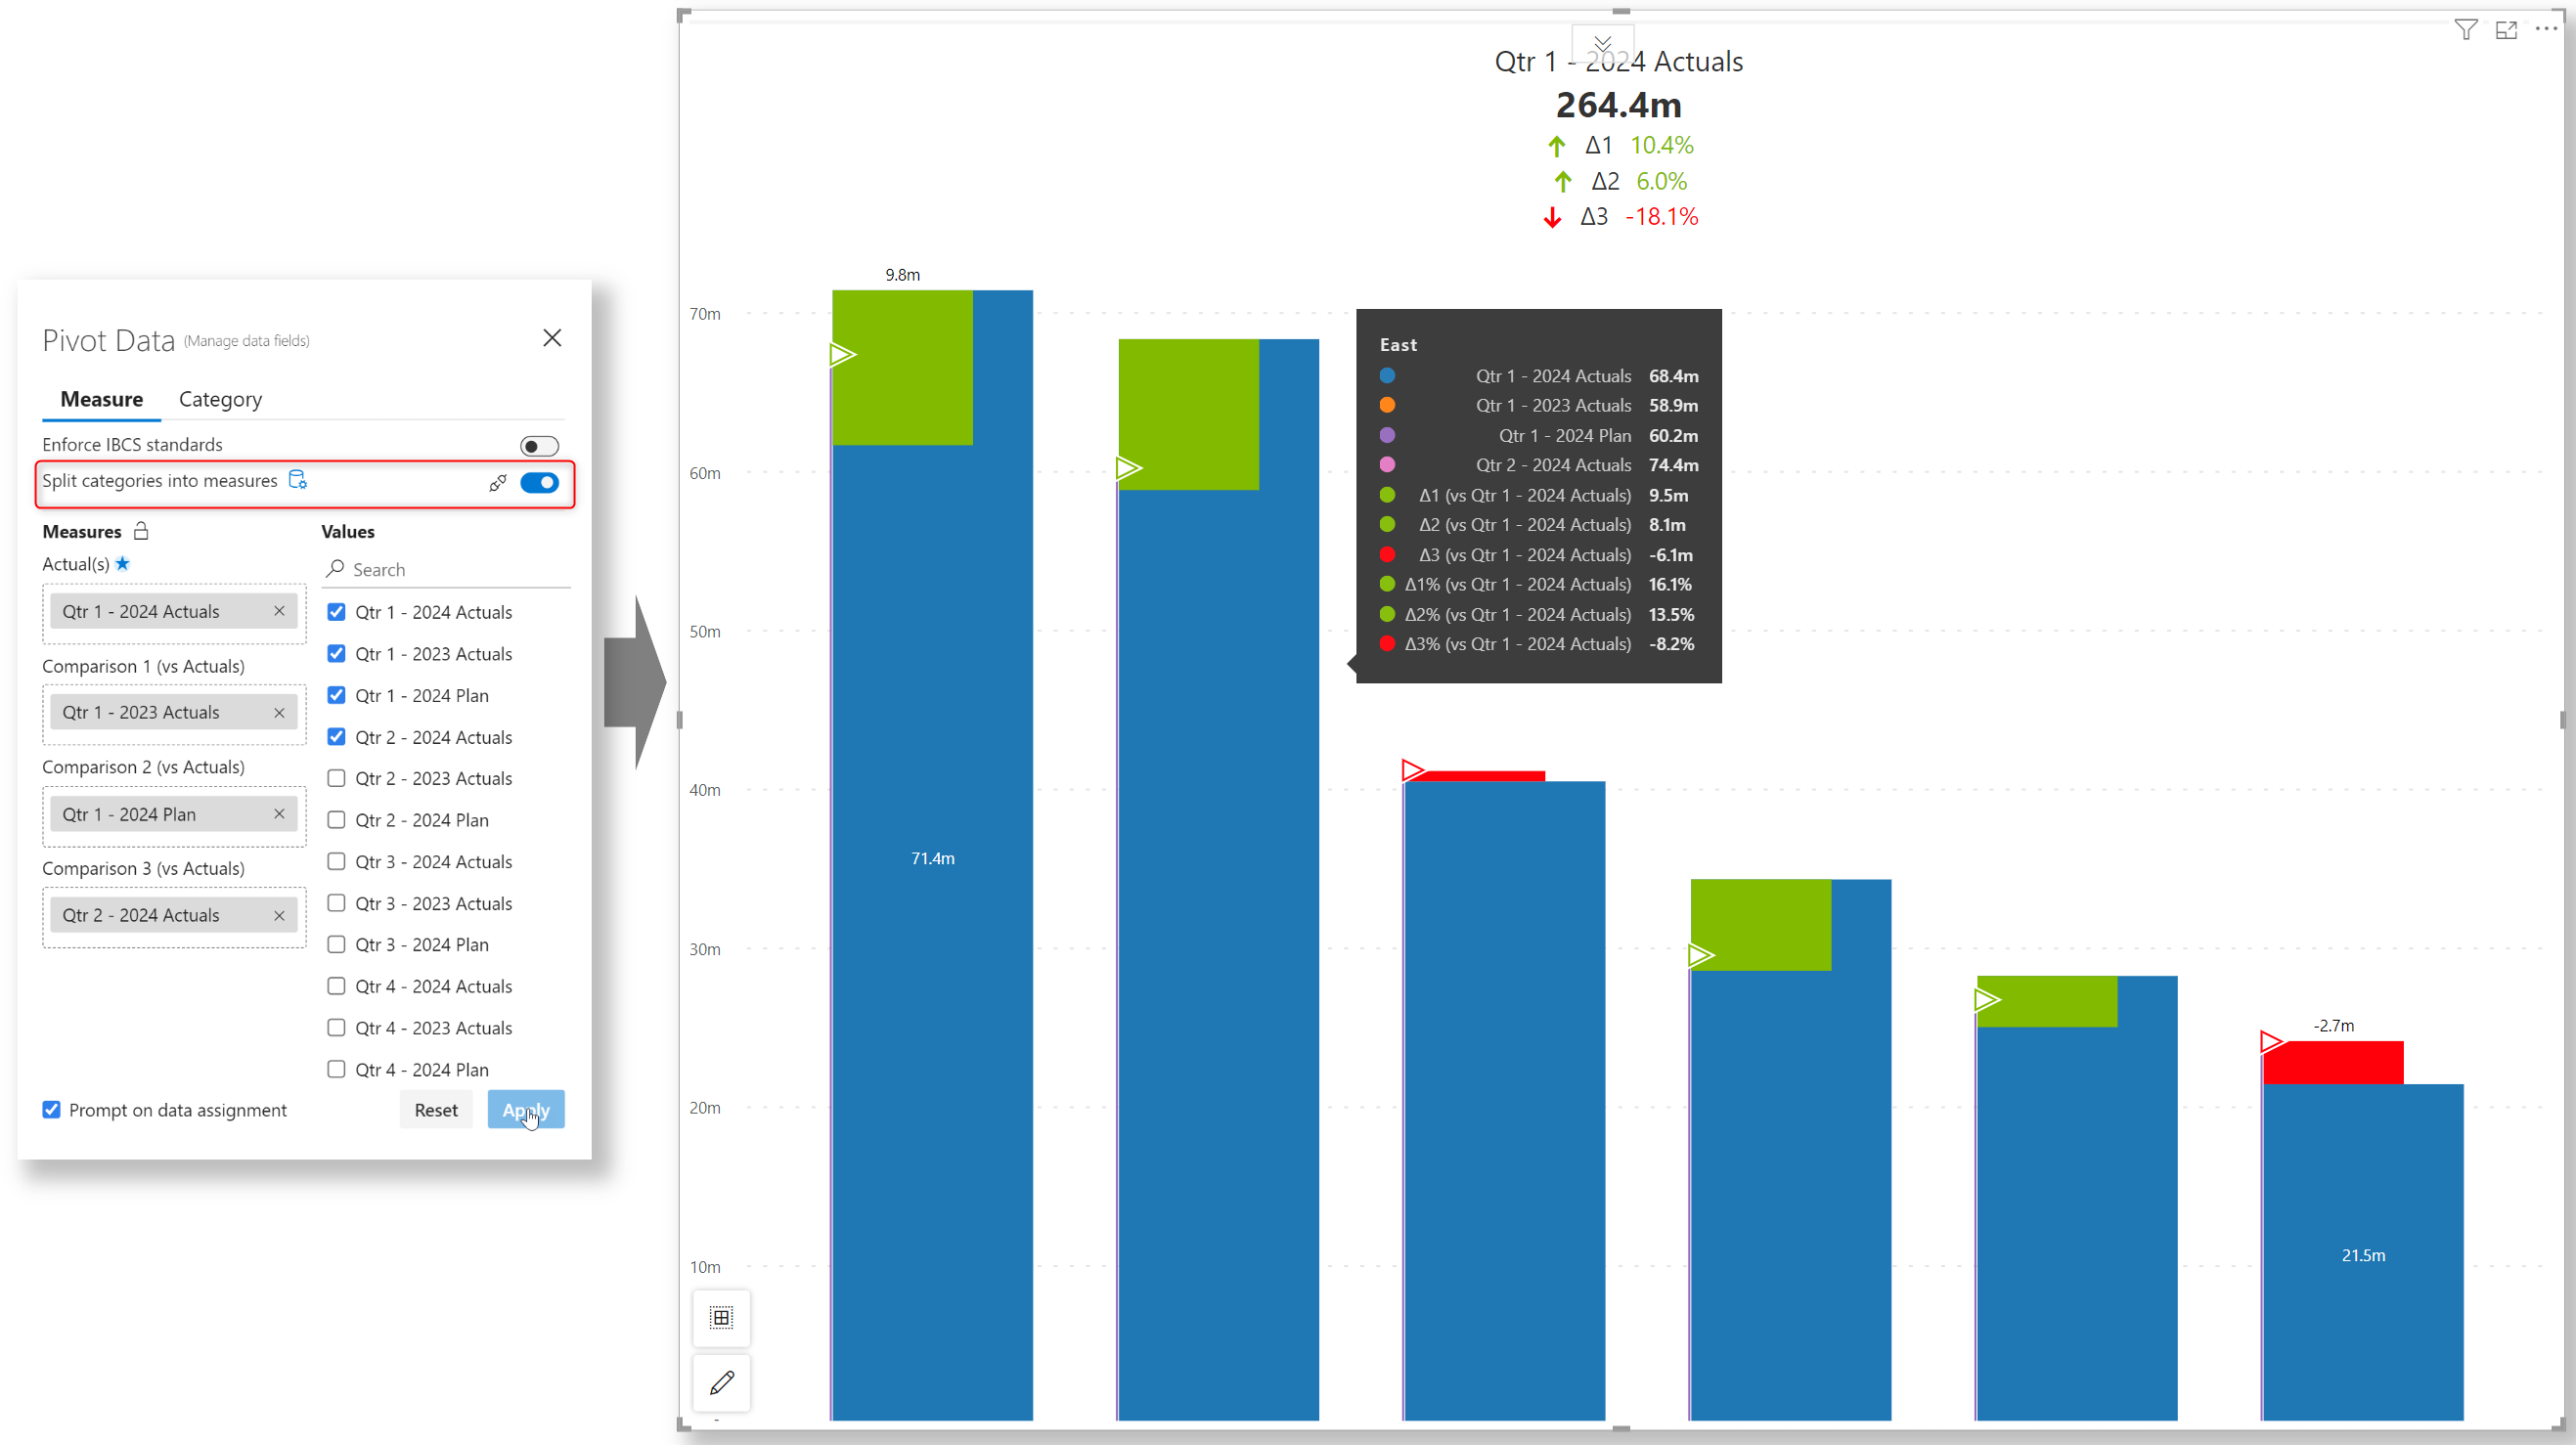 Pivot Data (Manage data fields)
Measure Category
Enforce IBCS standards
Split categories into measures
Measures
Actual(s)
Qtr 1 - 2024 Actuals
Comparison 1 (vs Actuals)
Qtr 1 - 2023 Actuals
Comparison 2 (vs Actuals)
Qtr 1 - 2024 Plan
Comparison 3 (vs Actuals)
Qtr 2 - 2024 Actuals
Values
Search
Qtr 1 - 2024 Actuals
Qtr 1 - 2023 Actuals
Qtr 1 - 2024 Plan
Qtr 2 - 2024 Actuals
Qtr 2 - 2023 Actuals
Qtr 2 - 2024 Plan
Qtr 3 - 2024 Actuals
Qtr 3 - 2023 Actuals
Qtr 3 - 2024 Plan
Qtr 4 - 2024 Actuals
Qtr 4 - 2023 Actuals
Qtr 4 - 2024 Plan
Prompt on data assignment
Reset
Apply
Qtr 1 - 2024 Actuals
264.4m
Δ1 10.4%
Δ2 6.0%
Δ3 -18.1%
70m
60m
50m
40m
30m
20m
10m
-
9.8m
71.4m
East
Qtr 1 - 2024 Actuals 68.4m
Qtr 1 - 2023 Actuals 58.9m
Qtr 1 - 2024 Plan 60.2m
Qtr 2 - 2024 Actuals 74.4m
Δ1 (vs Qtr 1 - 2024 Actuals) 9.5m
Δ2 (vs Qtr 1 - 2024 Actuals) 8.1m
Δ3 (vs Qtr 1 - 2024 Actuals) -6.1m
Δ1% (vs Qtr 1 - 2024 Actuals) 16.1%
Δ2% (vs Qtr 1 - 2024 Actuals) 13.5%
Δ3% (vs Qtr 1 - 2024 Actuals) -8.2%
-2.7m
21.5m